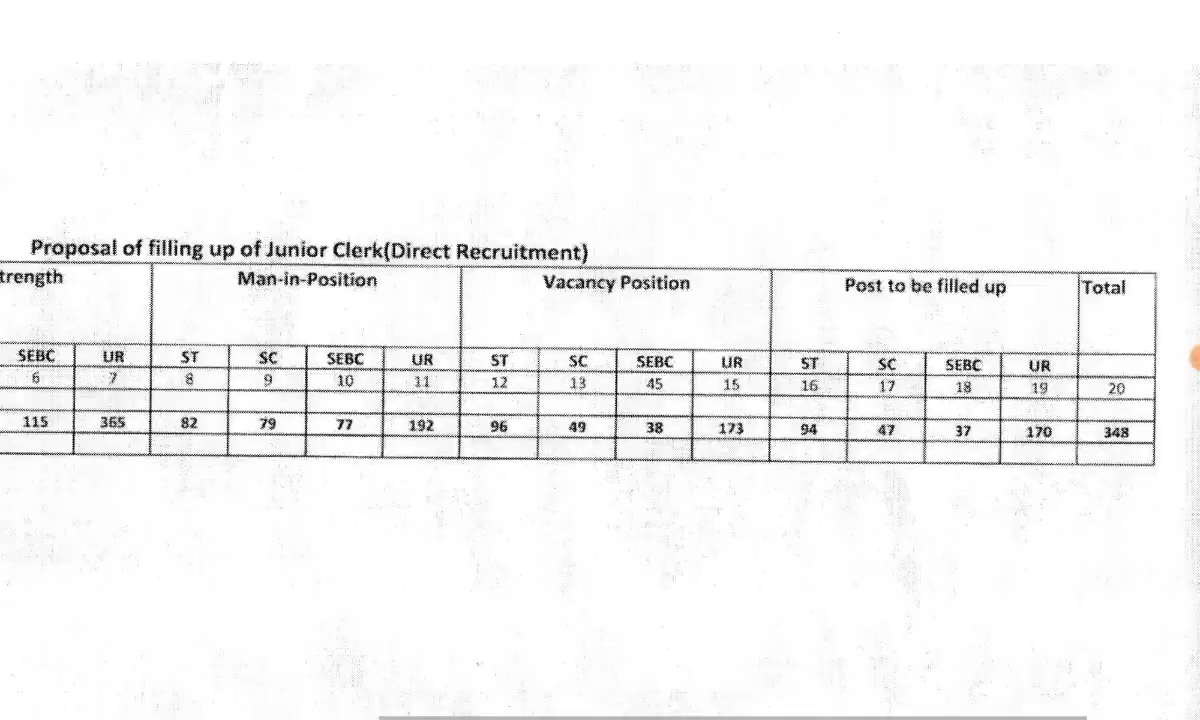 Proposal of filling up of Junior Clerk(Direct Recruitment)
trength Man-in-Position Vacancy Position Post to be filled up Total
SEBC UR ST SC SEBC UR ST SC SEBC UR ST SC SEBC UR
6 7 8 9 10 11 12 13 45 15 16 17 18 19 20
115 365 82 79 77 192 96 49 38 173 94 47 37 170 348